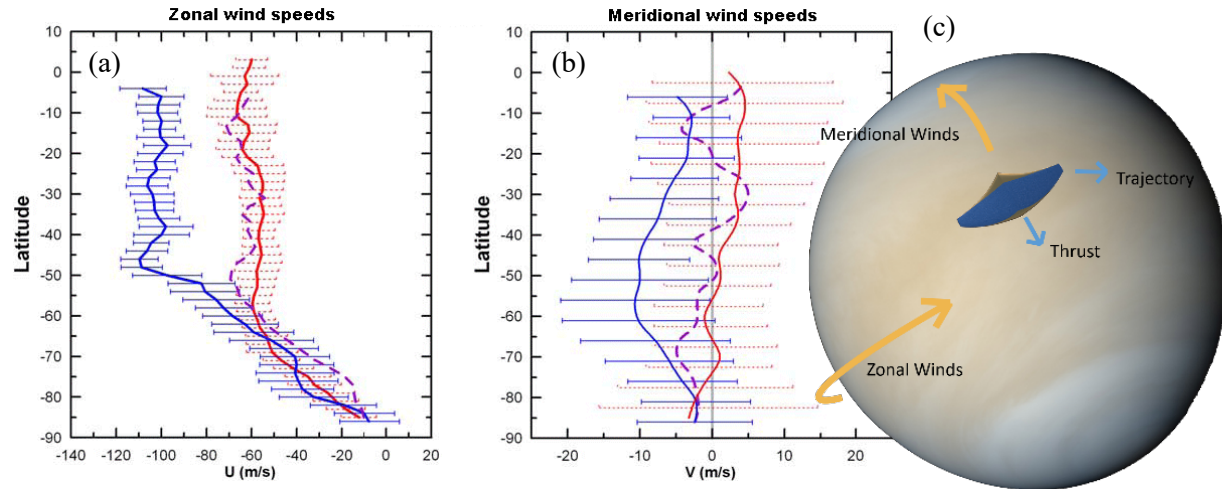 Zonal wind speeds
(a)
10
0
-10
-20
-30
-40
-50
-60
-70
-80
-90
Latitude
-140 -120 -100 -80 -60 -40 -20 0 20
U (m/s)
Meridional wind speeds
(b)
10
0
-10
-20
-30
-40
-50
-60
-70
-80
-90
Latitude
-20 -10 0 10 20
V (m/s)
(c)
Meridional Winds
Trajectory
Thrust
Zonal Winds